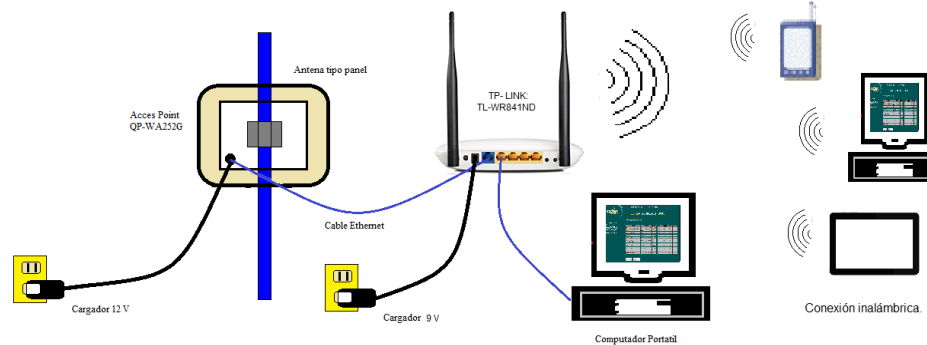 Antena tipo panel
Acces Point
QP-WA252G
TP- LINK:
TL-WR841ND
Cable Ethernet
Cargador 12 V
Cargador 9 V
Computador Portatil
Conexión inalámbrica.